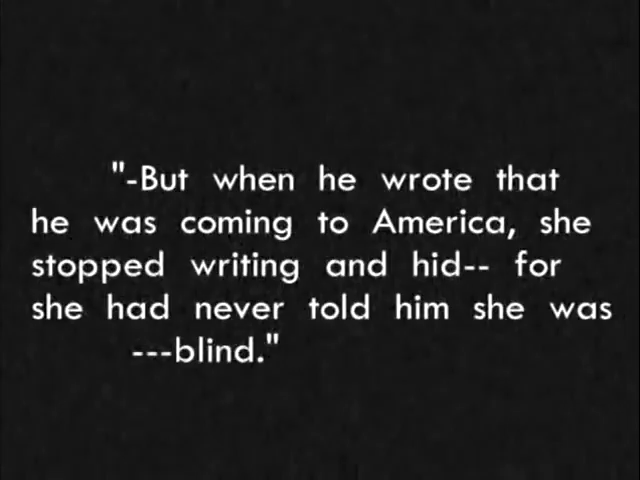 "-But when he wrote that
he was coming to America, she
stopped writing and hid-- for
she had never told him she was
---blind."